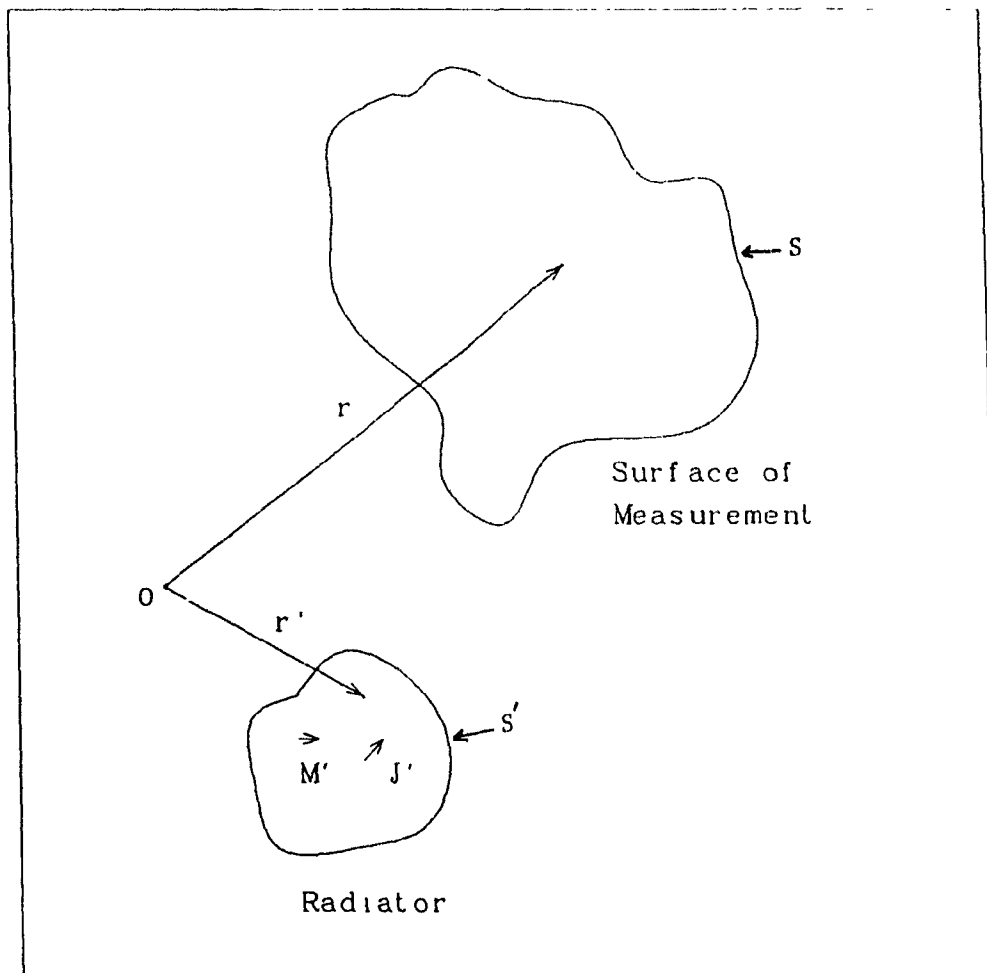 S
r
Surface of
Measurement
O
r'
S'
M' J'
Radiator